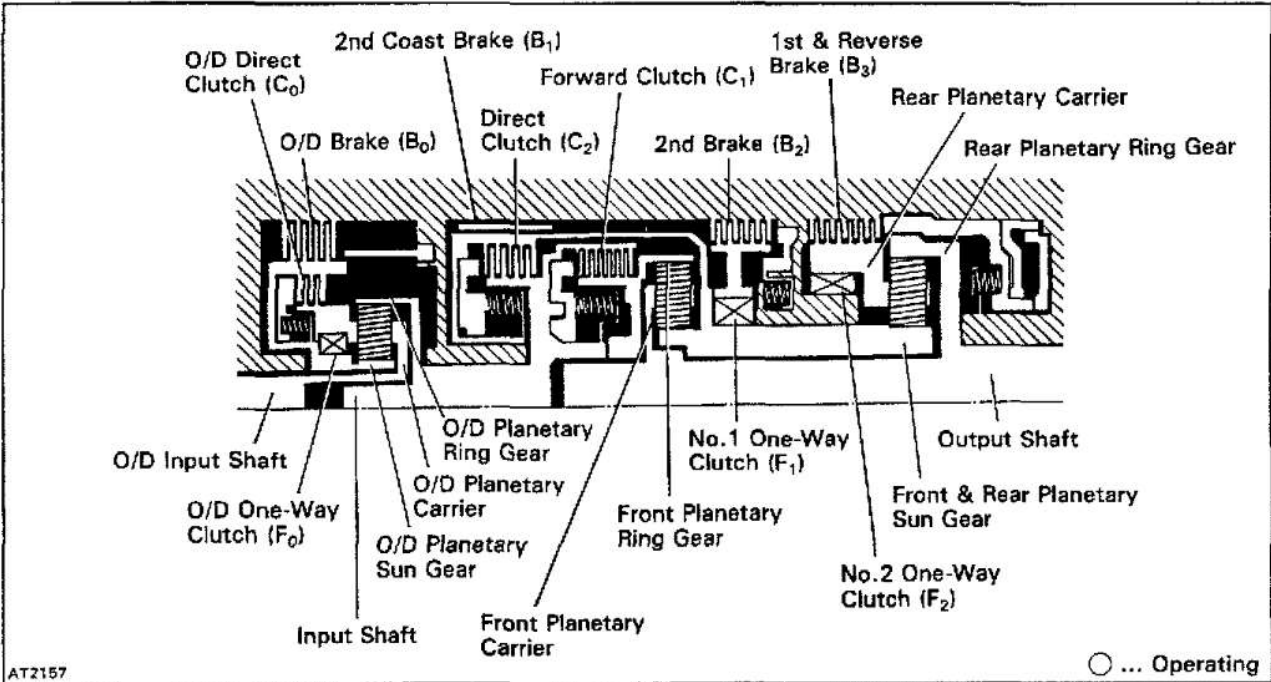 2nd Coast Brake (B₁)
1st & Reverse
Brake (B₃)
O/D Direct
Clutch (C₀)
Forward Clutch (C₁)
Rear Planetary Carrier
Direct
Clutch (C₂)
O/D Brake (B₀)
2nd Brake (B₂)
Rear Planetary Ring Gear
O/D Input Shaft
O/D Planetary
Ring Gear
No.1 One-Way
Clutch (F₁)
Output Shaft
O/D One-Way
Clutch (F₀)
O/D Planetary
Carrier
Front Planetary
Ring Gear
Front & Rear Planetary
Sun Gear
O/D Planetary
Sun Gear
No.2 One-Way
Clutch (F₂)
Input Shaft
Front Planetary
Carrier
AT2157
◯ ... Operating